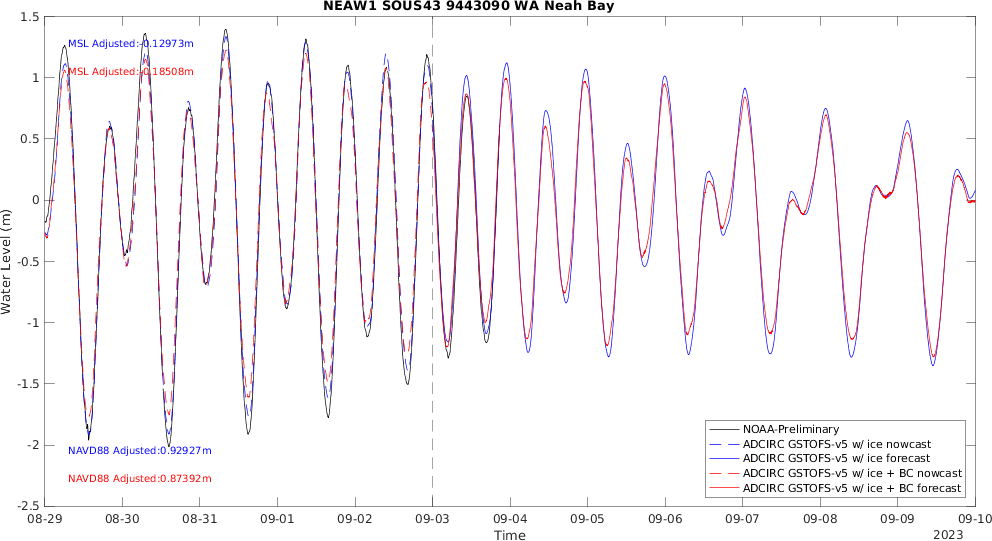 NEAW1 SOUS43 9443090 WA Neah Bay
Water Level (m)
1.5
1
0.5
0
-0.5
-1
-1.5
-2
-2.5
MSL Adjusted:-0.12973m
MSL Adjusted:-0.18508m
NAVD88 Adjusted:0.92927m
NAVD88 Adjusted:0.87392m
NOAA-Preliminary
ADCIRC GSTOFS-v5 w/ ice nowcast
ADCIRC GSTOFS-v5 w/ ice forecast
ADCIRC GSTOFS-v5 w/ ice + BC nowcast
ADCIRC GSTOFS-v5 w/ ice + BC forecast
08-29 08-30 08-31 09-01 09-02 09-03 09-04 09-05 09-06 09-07 09-08 09-09 09-10
Time
2023